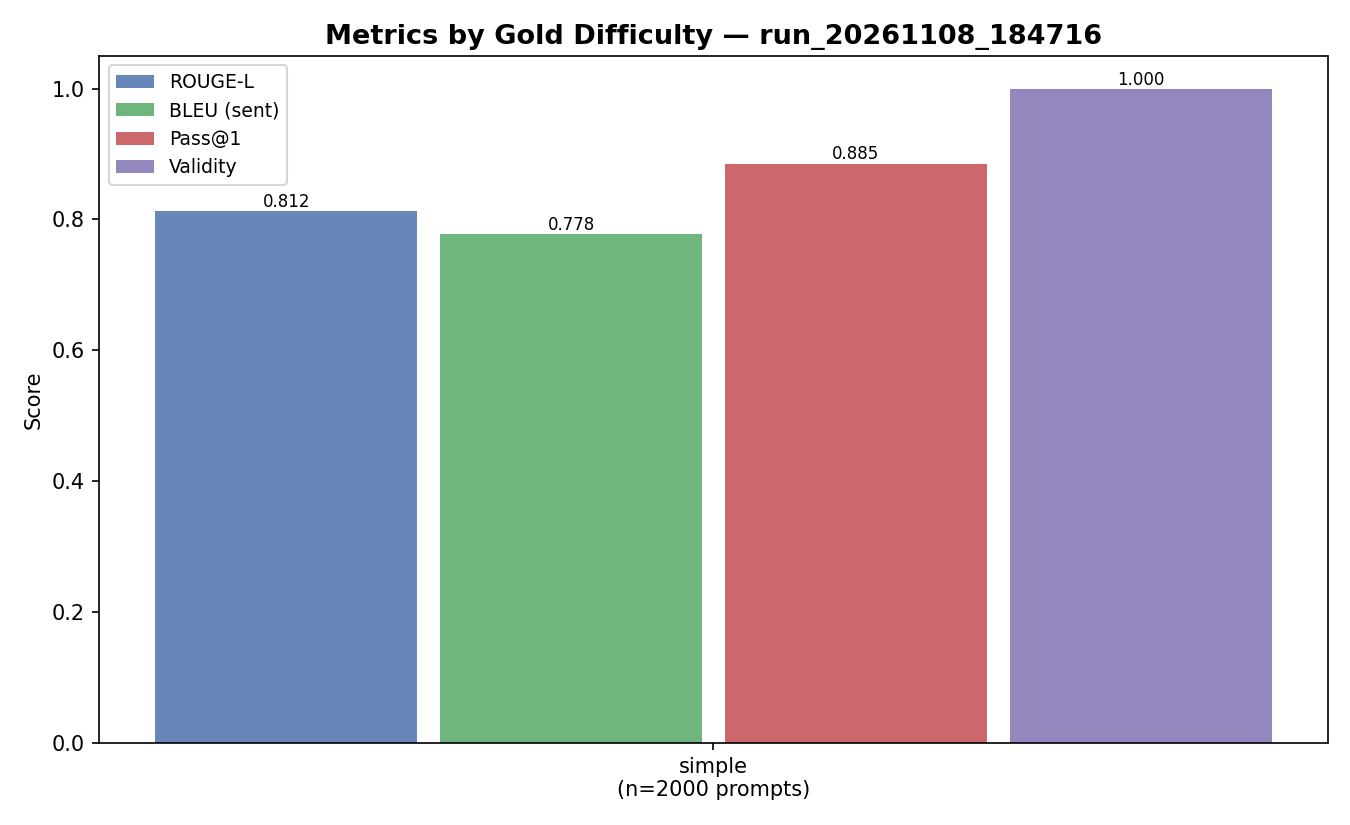 Metrics by Gold Difficulty — run_20261108_184716
1.0
0.8
0.6
0.4
0.2
0.0
Score
ROUGE-L
BLEU (sent)
Pass@1
Validity
0.812
0.778
0.885
1.000
simple
(n=2000 prompts)